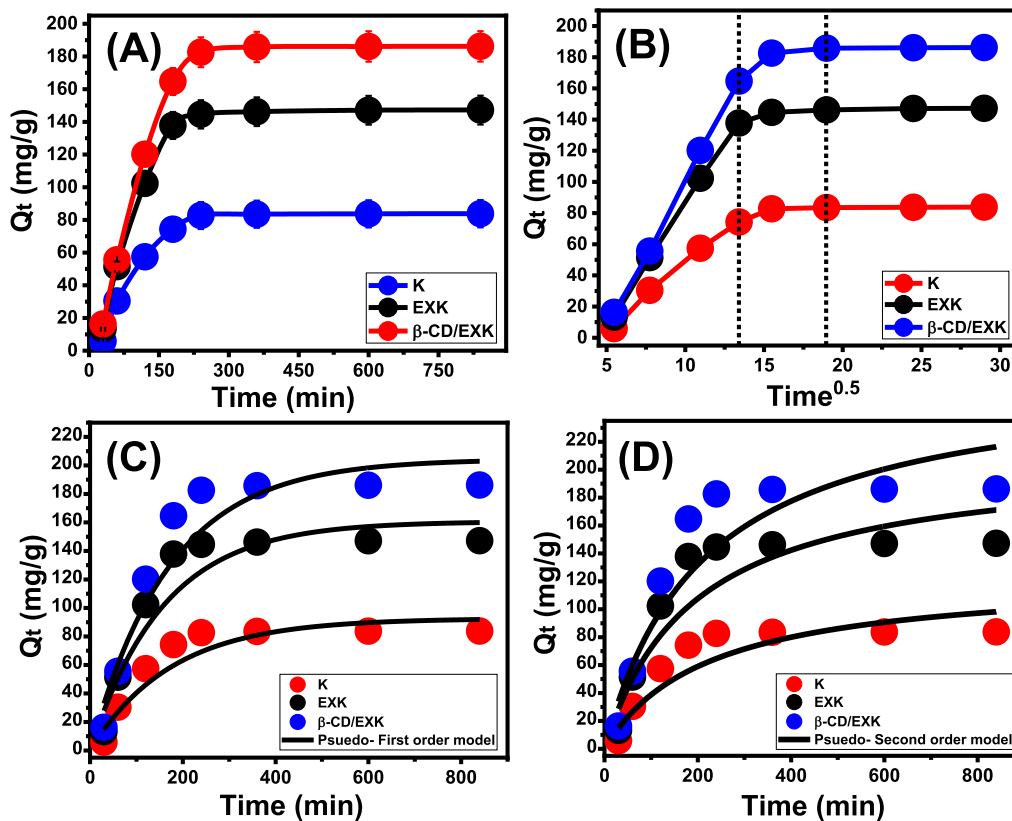 (A)
Qt (mg/g)
200
180
160
140
120
100
80
60
40
20
0
0 150 300 450 600 750
Time (min)
K
EXK
β-CD/EXK
(B)
Qt (mg/g)
200
180
160
140
120
100
80
60
40
20
0
5 10 15 20 25 30
Time0.5
K
EXK
β-CD/EXK
(C)
Qt (mg/g)
220
200
180
160
140
120
100
80
60
40
20
0
0 200 400 600 800
Time (min)
K
EXK
β-CD/EXK
Psuedo- First order model
(D)
Qt (mg/g)
220
200
180
160
140
120
100
80
60
40
20
0
0 200 400 600 800
Time (min)
K
EXK
β-CD/EXK
Psuedo- Second order model